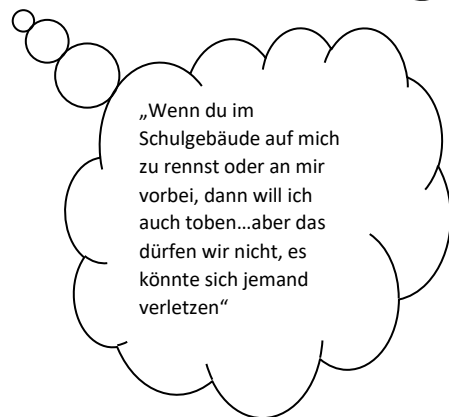 „Wenn du im
Schulgebäude auf mich
zu rennst oder an mir
vorbei, dann will ich
auch toben...aber das
dürfen wir nicht, es
könnte sich jemand
verletzen“